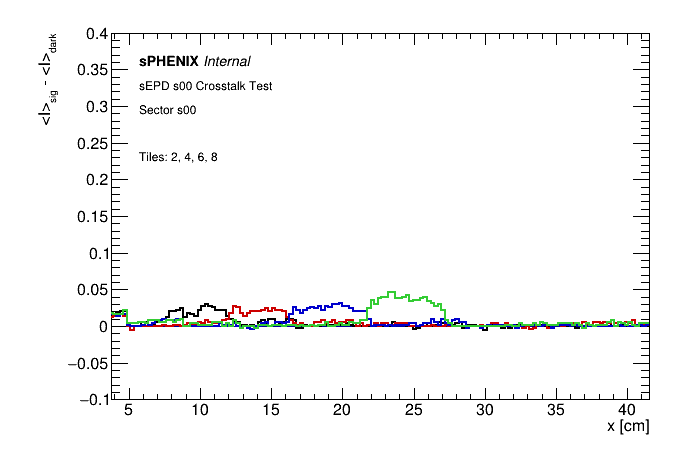 <I>sig - <I>dark
0.4
sPHENIX Internal
0.35
sEPD s00 Crosstalk Test
Sector s00
0.3
0.25
Tiles: 2, 4, 6, 8
0.2
0.15
0.1
0.05
0
−0.05
−0.1
5 10 15 20 25 30 35 40
x [cm]